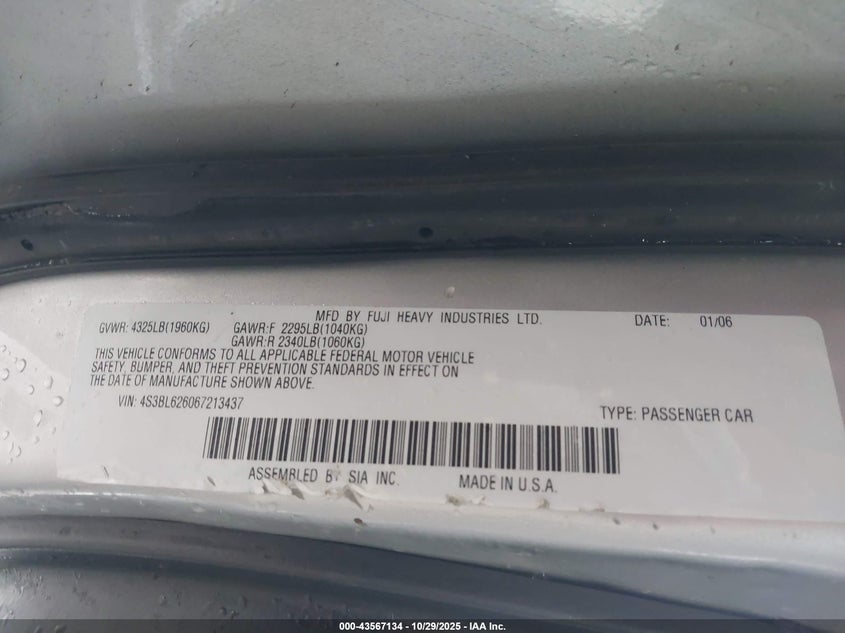 MFD BY FUJI HEAVY INDUSTRIES LTD. DATE: 01/06
GVWR: 4325LB(1960KG) GAWR:F 2295LB(1040KG)
GAWR:R 2340LB(1060KG)
THIS VEHICLE CONFORMS TO ALL APPLICABLE FEDERAL MOTOR VEHICLE
SAFETY, BUMPER, AND THEFT PREVENTION STANDARDS IN EFFECT ON
THE DATE OF MANUFACTURE SHOWN ABOVE.
VIN: 4S3BL626067213437 TYPE: PASSENGER CAR
ASSEMBLED BY SIA INC. MADE IN U.S.A.
000-43567134 - 10/29/2025 - IAA Inc.